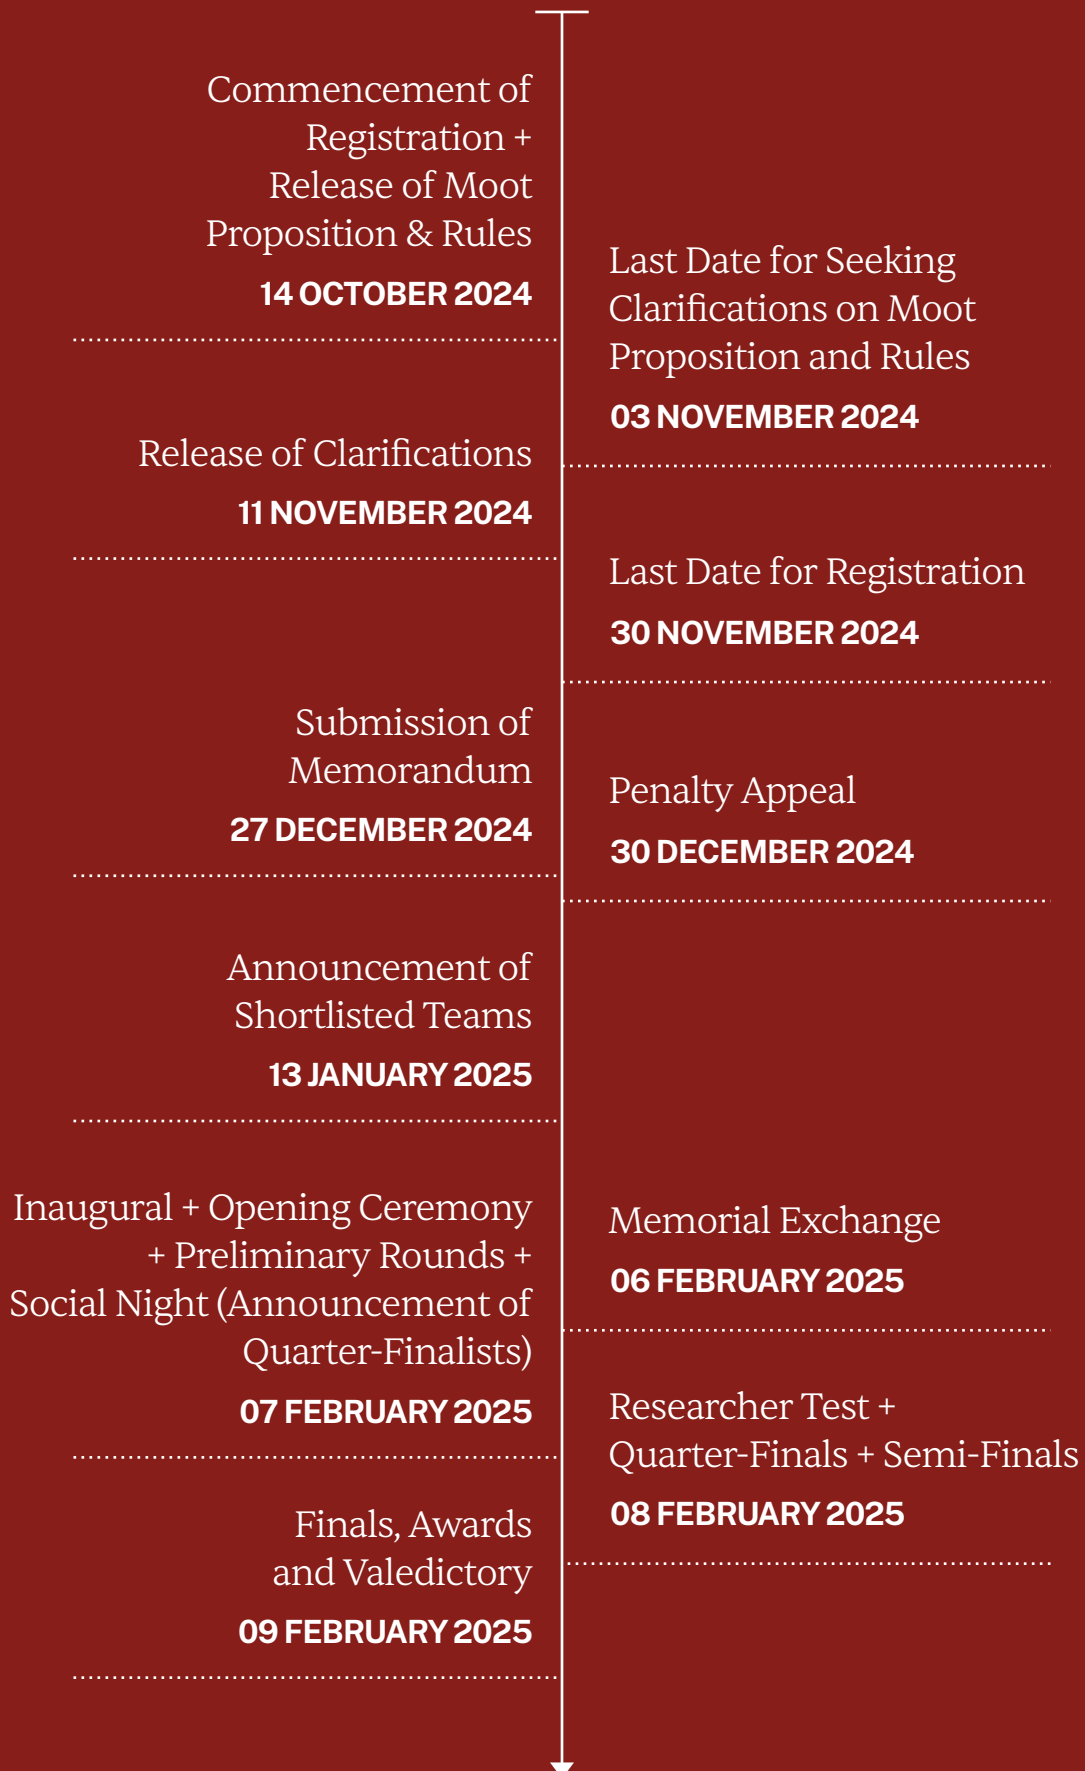 Commencement of
Registration +
Release of Moot
Proposition & Rules
14 OCTOBER 2024
Last Date for Seeking
Clarifications on Moot
Proposition and Rules
03 NOVEMBER 2024
Release of Clarifications
11 NOVEMBER 2024
Last Date for Registration
30 NOVEMBER 2024
Submission of
Memorandum
27 DECEMBER 2024
Penalty Appeal
30 DECEMBER 2024
Announcement of
Shortlisted Teams
13 JANUARY 2025
Memorial Exchange
06 FEBRUARY 2025
Inaugural + Opening Ceremony
+ Preliminary Rounds +
Social Night (Announcement of
Quarter-Finalists)
07 FEBRUARY 2025
Researcher Test +
Quarter-Finals + Semi-Finals
08 FEBRUARY 2025
Finals, Awards
and Valedictory
09 FEBRUARY 2025